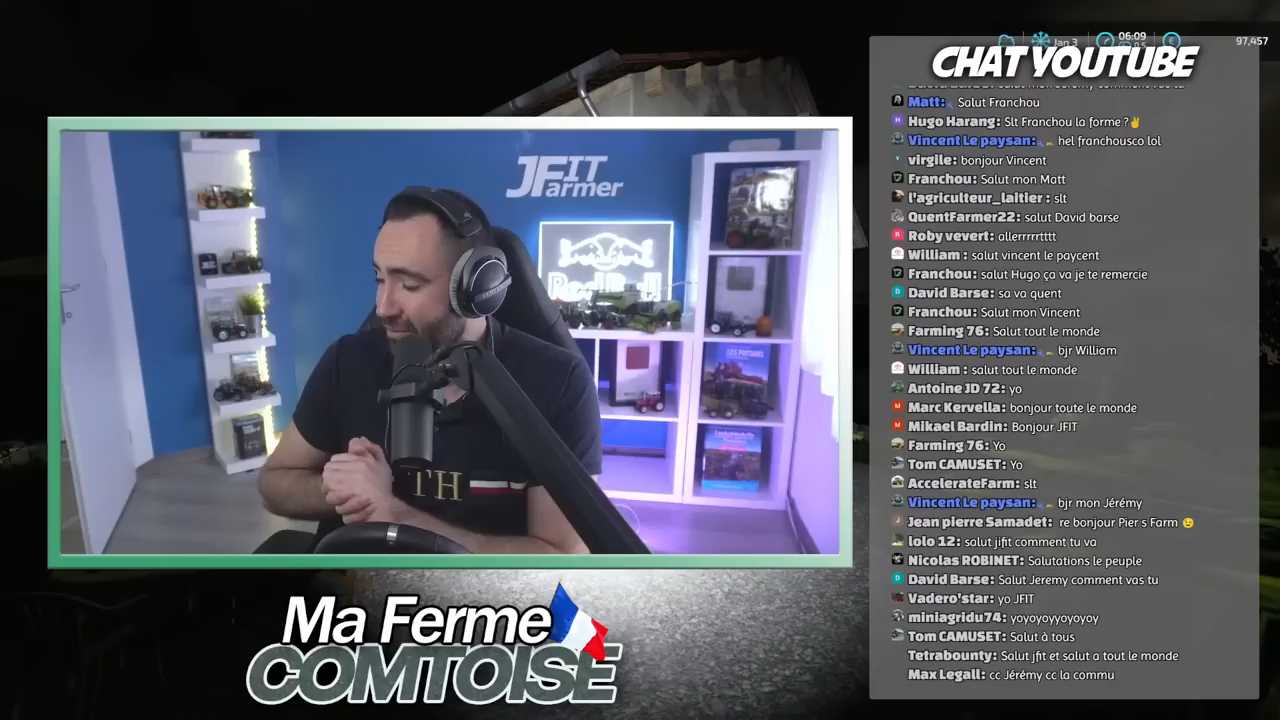 Jan 3
06:09
0.5
97,457
CHAT YOUTUBE
Matt: Salut Franchou
Hugo Harang: Slt Franchou la forme ?✌
Vincent Le paysan: hel franchousco lol
virgile: bonjour Vincent
Franchou: Salut mon Matt
l'agriculteur_laitier : slt
QuentFarmer22: salut David barse
Roby vevert: allerrrrrtttt
William : salut vincent le paycent
Franchou: salut Hugo ça va je te remercie
David Barse: sa va quent
Franchou: Salut mon Vincent
Farming 76: Salut tout le monde
Vincent Le paysan: bjr William
William : salut tout le monde
Antoine JD 72: yo
Marc Kervella: bonjour toute le monde
Mikael Bardin: Bonjour JFIT
Farming 76: Yo
Tom CAMUSET: Yo
AccelerateFarm: slt
Vincent Le paysan: bjr mon Jérémy
Jean pierre Samadet: re bonjour Pier s Farm 😉
lolo 12: salut jifit comment tu va
Nicolas ROBINET: Salutations le peuple
David Barse: Salut Jeremy comment vas tu
Vadero'star: yo JFIT
miniagridu74: yoyoyoyyoyoyoy
Tom CAMUSET: Salut à tous
Tetrabounty: Salut jfit et salut a tout le monde
Max Legall: cc Jérémy cc la commu
JFIT
Farmer
Red Bull
LES PAYSANS
TH
Ma Ferme
COMTOISE